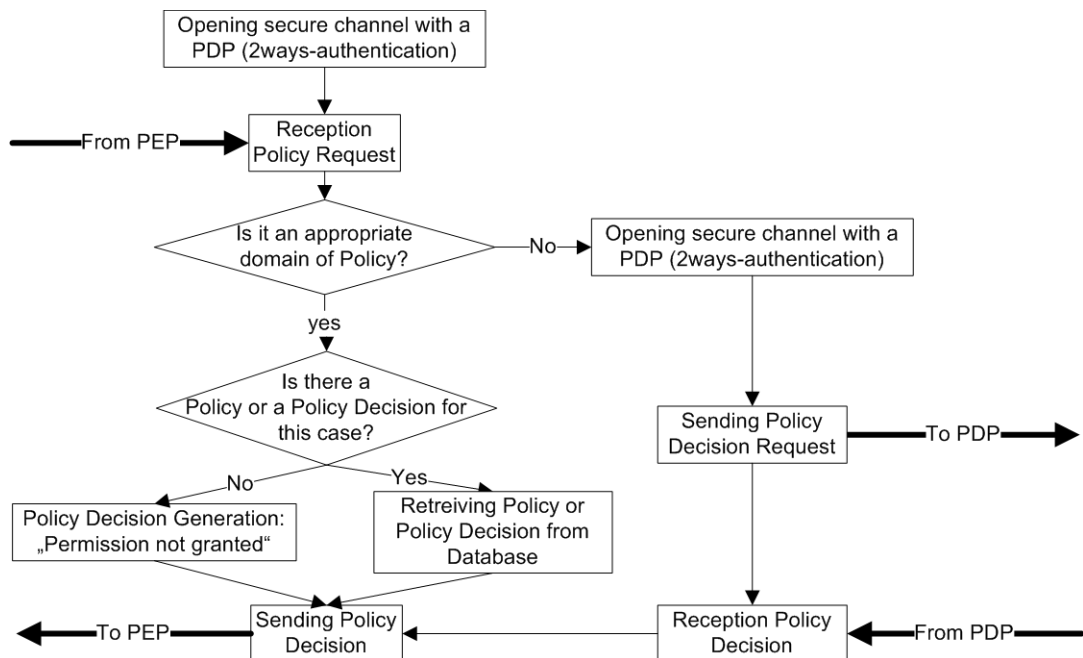 Opening secure channel with a
PDP (2ways-authentication)
From PEP
Reception
Policy Request
Is it an appropriate
domain of Policy?
No
Opening secure channel with a
PDP (2ways-authentication)
yes
Is there a
Policy or a Policy Decision for
this case?
Sending Policy
Decision Request
To PDP
No
Yes
Policy Decision Generation:
„Permission not granted“
Retreiving Policy or
Policy Decision from
Database
To PEP
Sending Policy
Decision
Reception Policy
Decision
From PDP